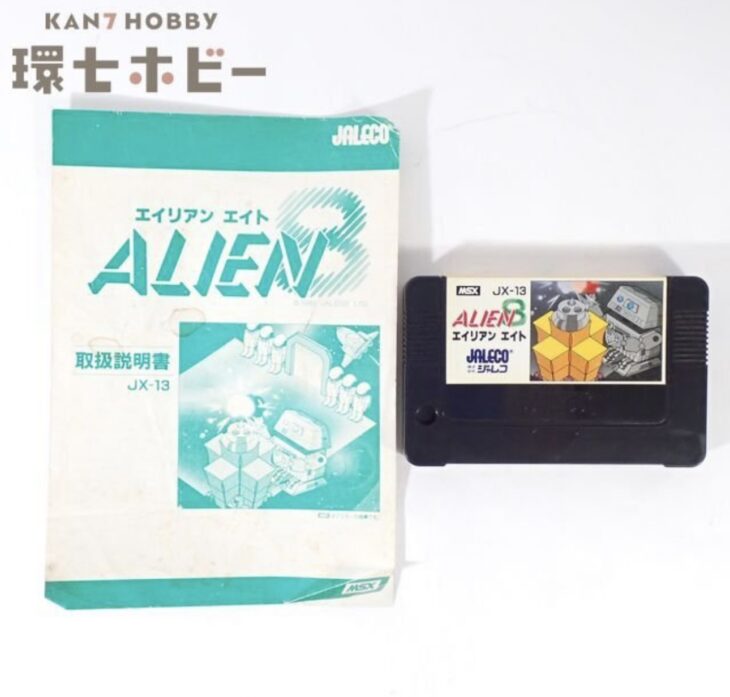 KAN7 HOBBY
環七ホビー
JALECO
エイリアン エイト
ALIEN8
取扱説明書
JX-13
MSX
MSX JX-13
ALIEN8
エイリアン エイト
JALECO
ジャレコ